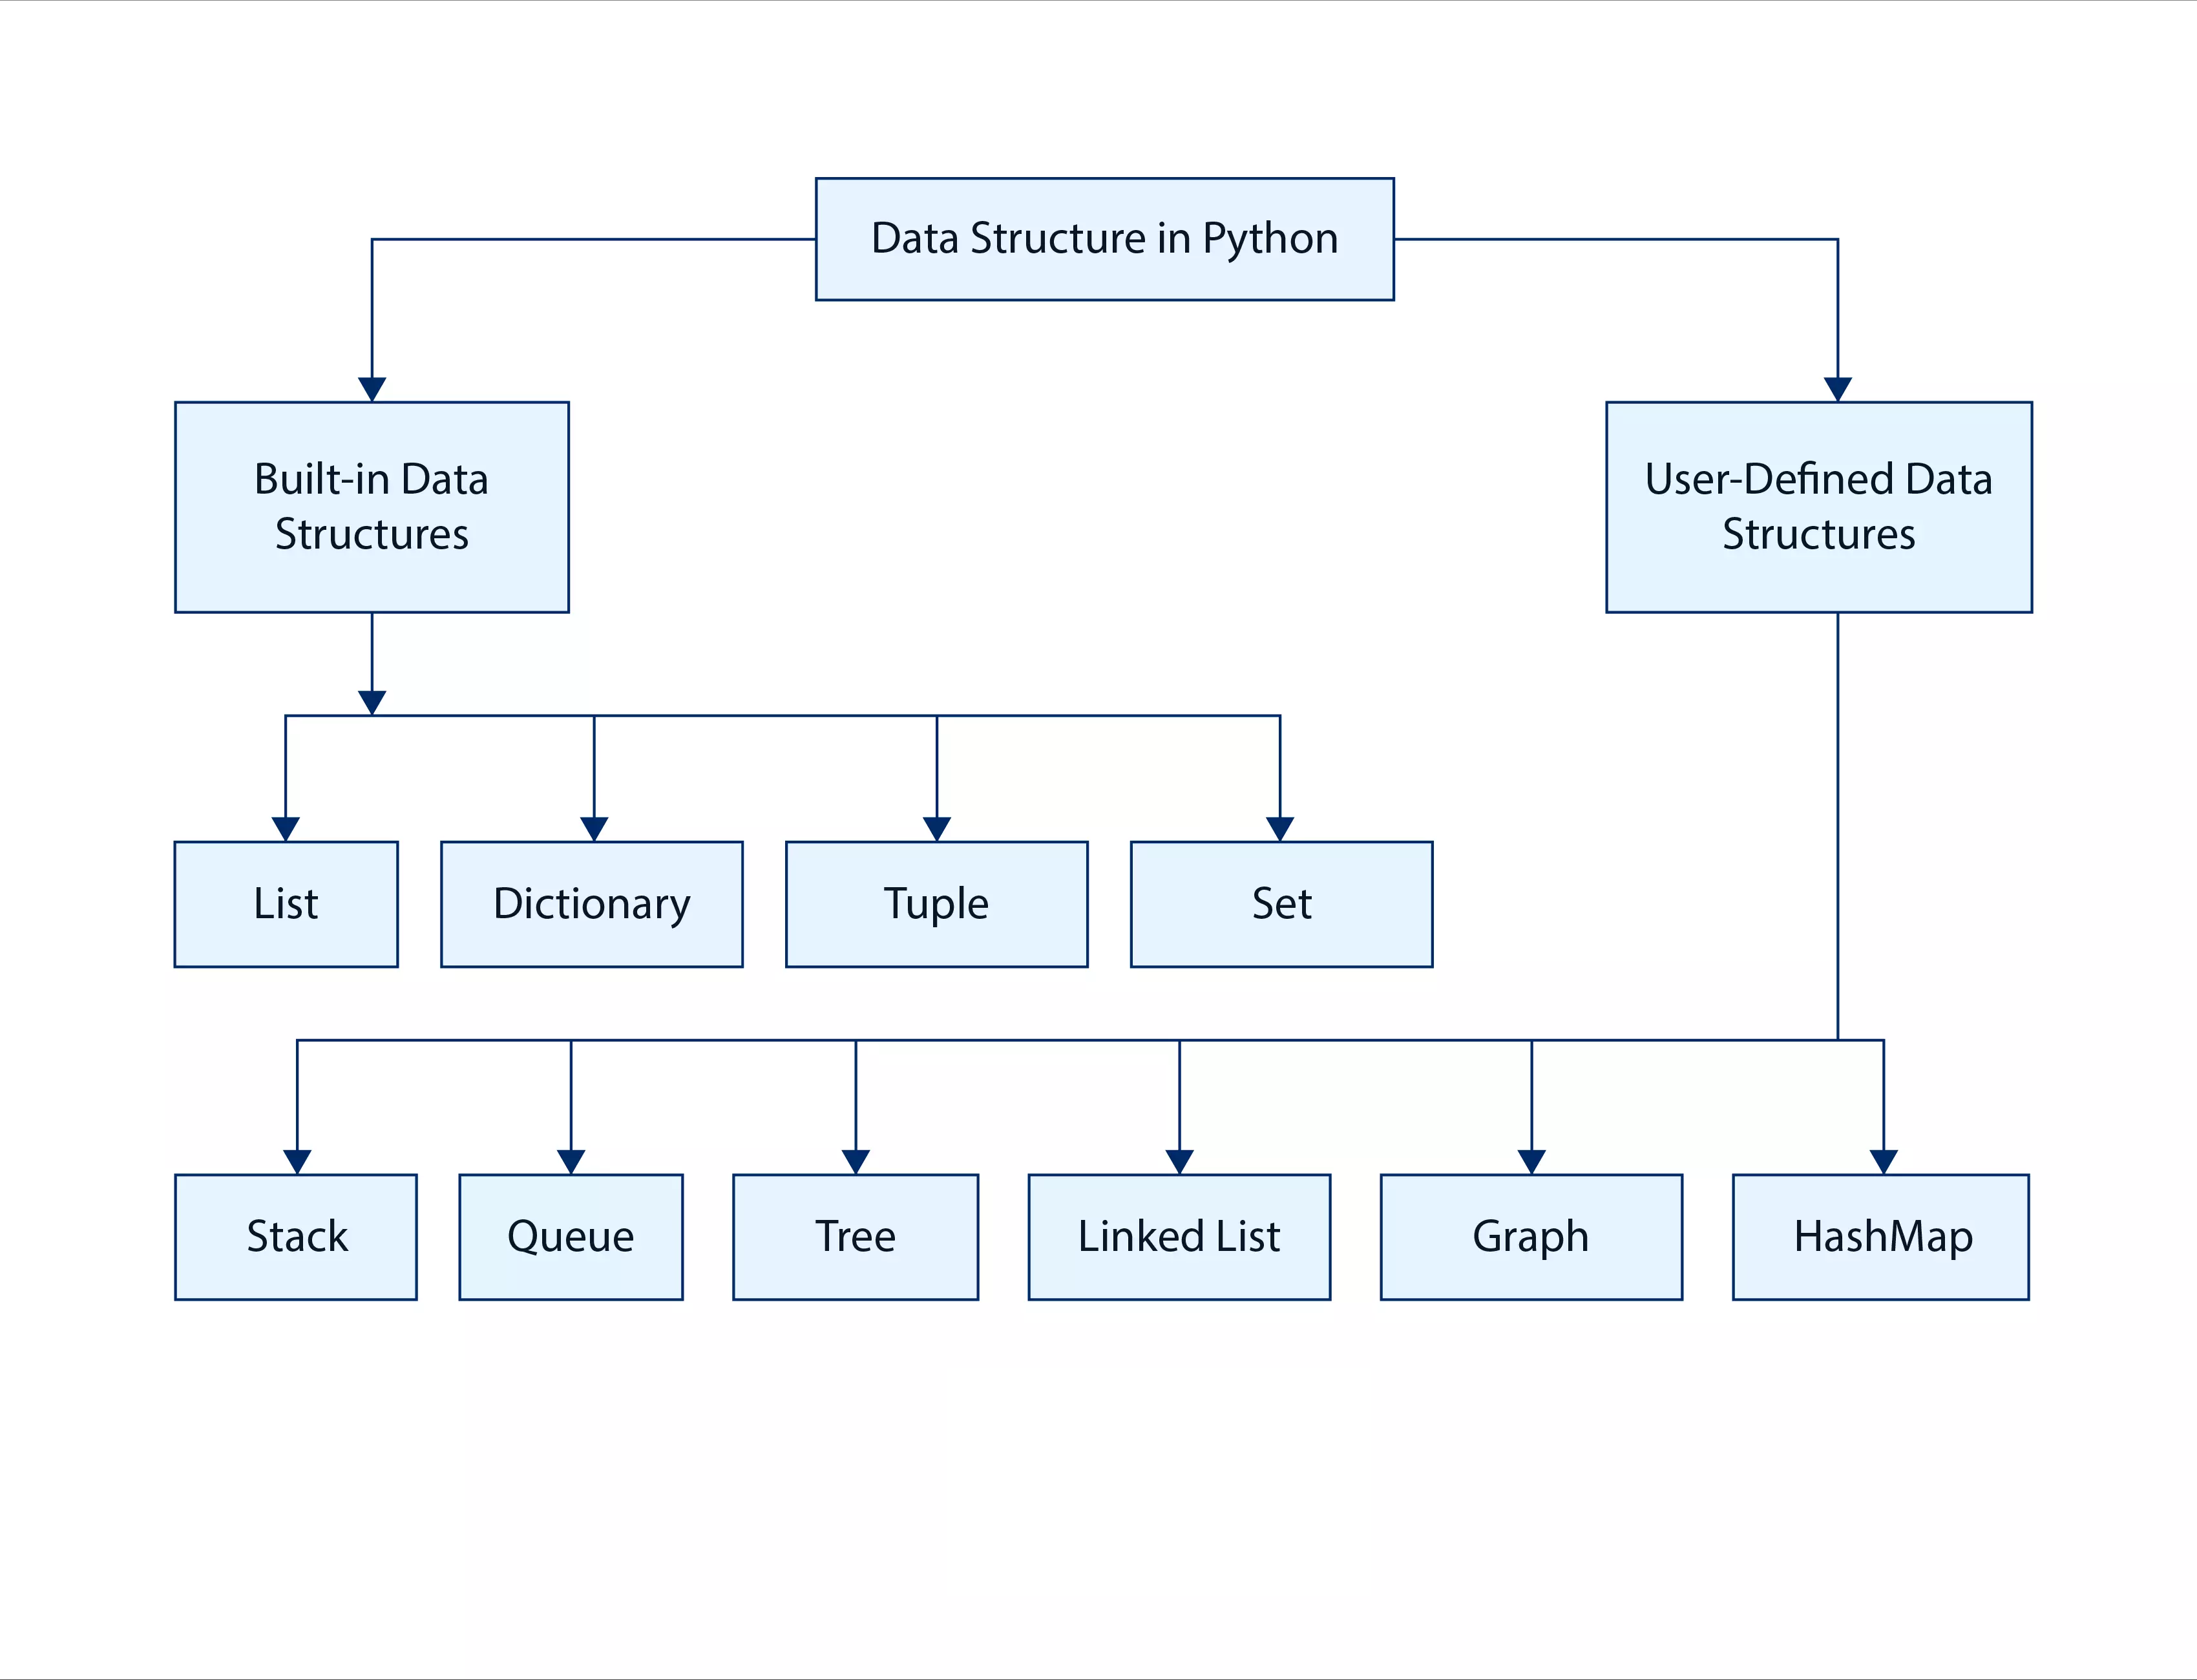 Data Structure in Python
Built-in Data
Structures
User-Defined Data
Structures
List
Dictionary
Tuple
Set
Stack
Queue
Tree
Linked List
Graph
HashMap